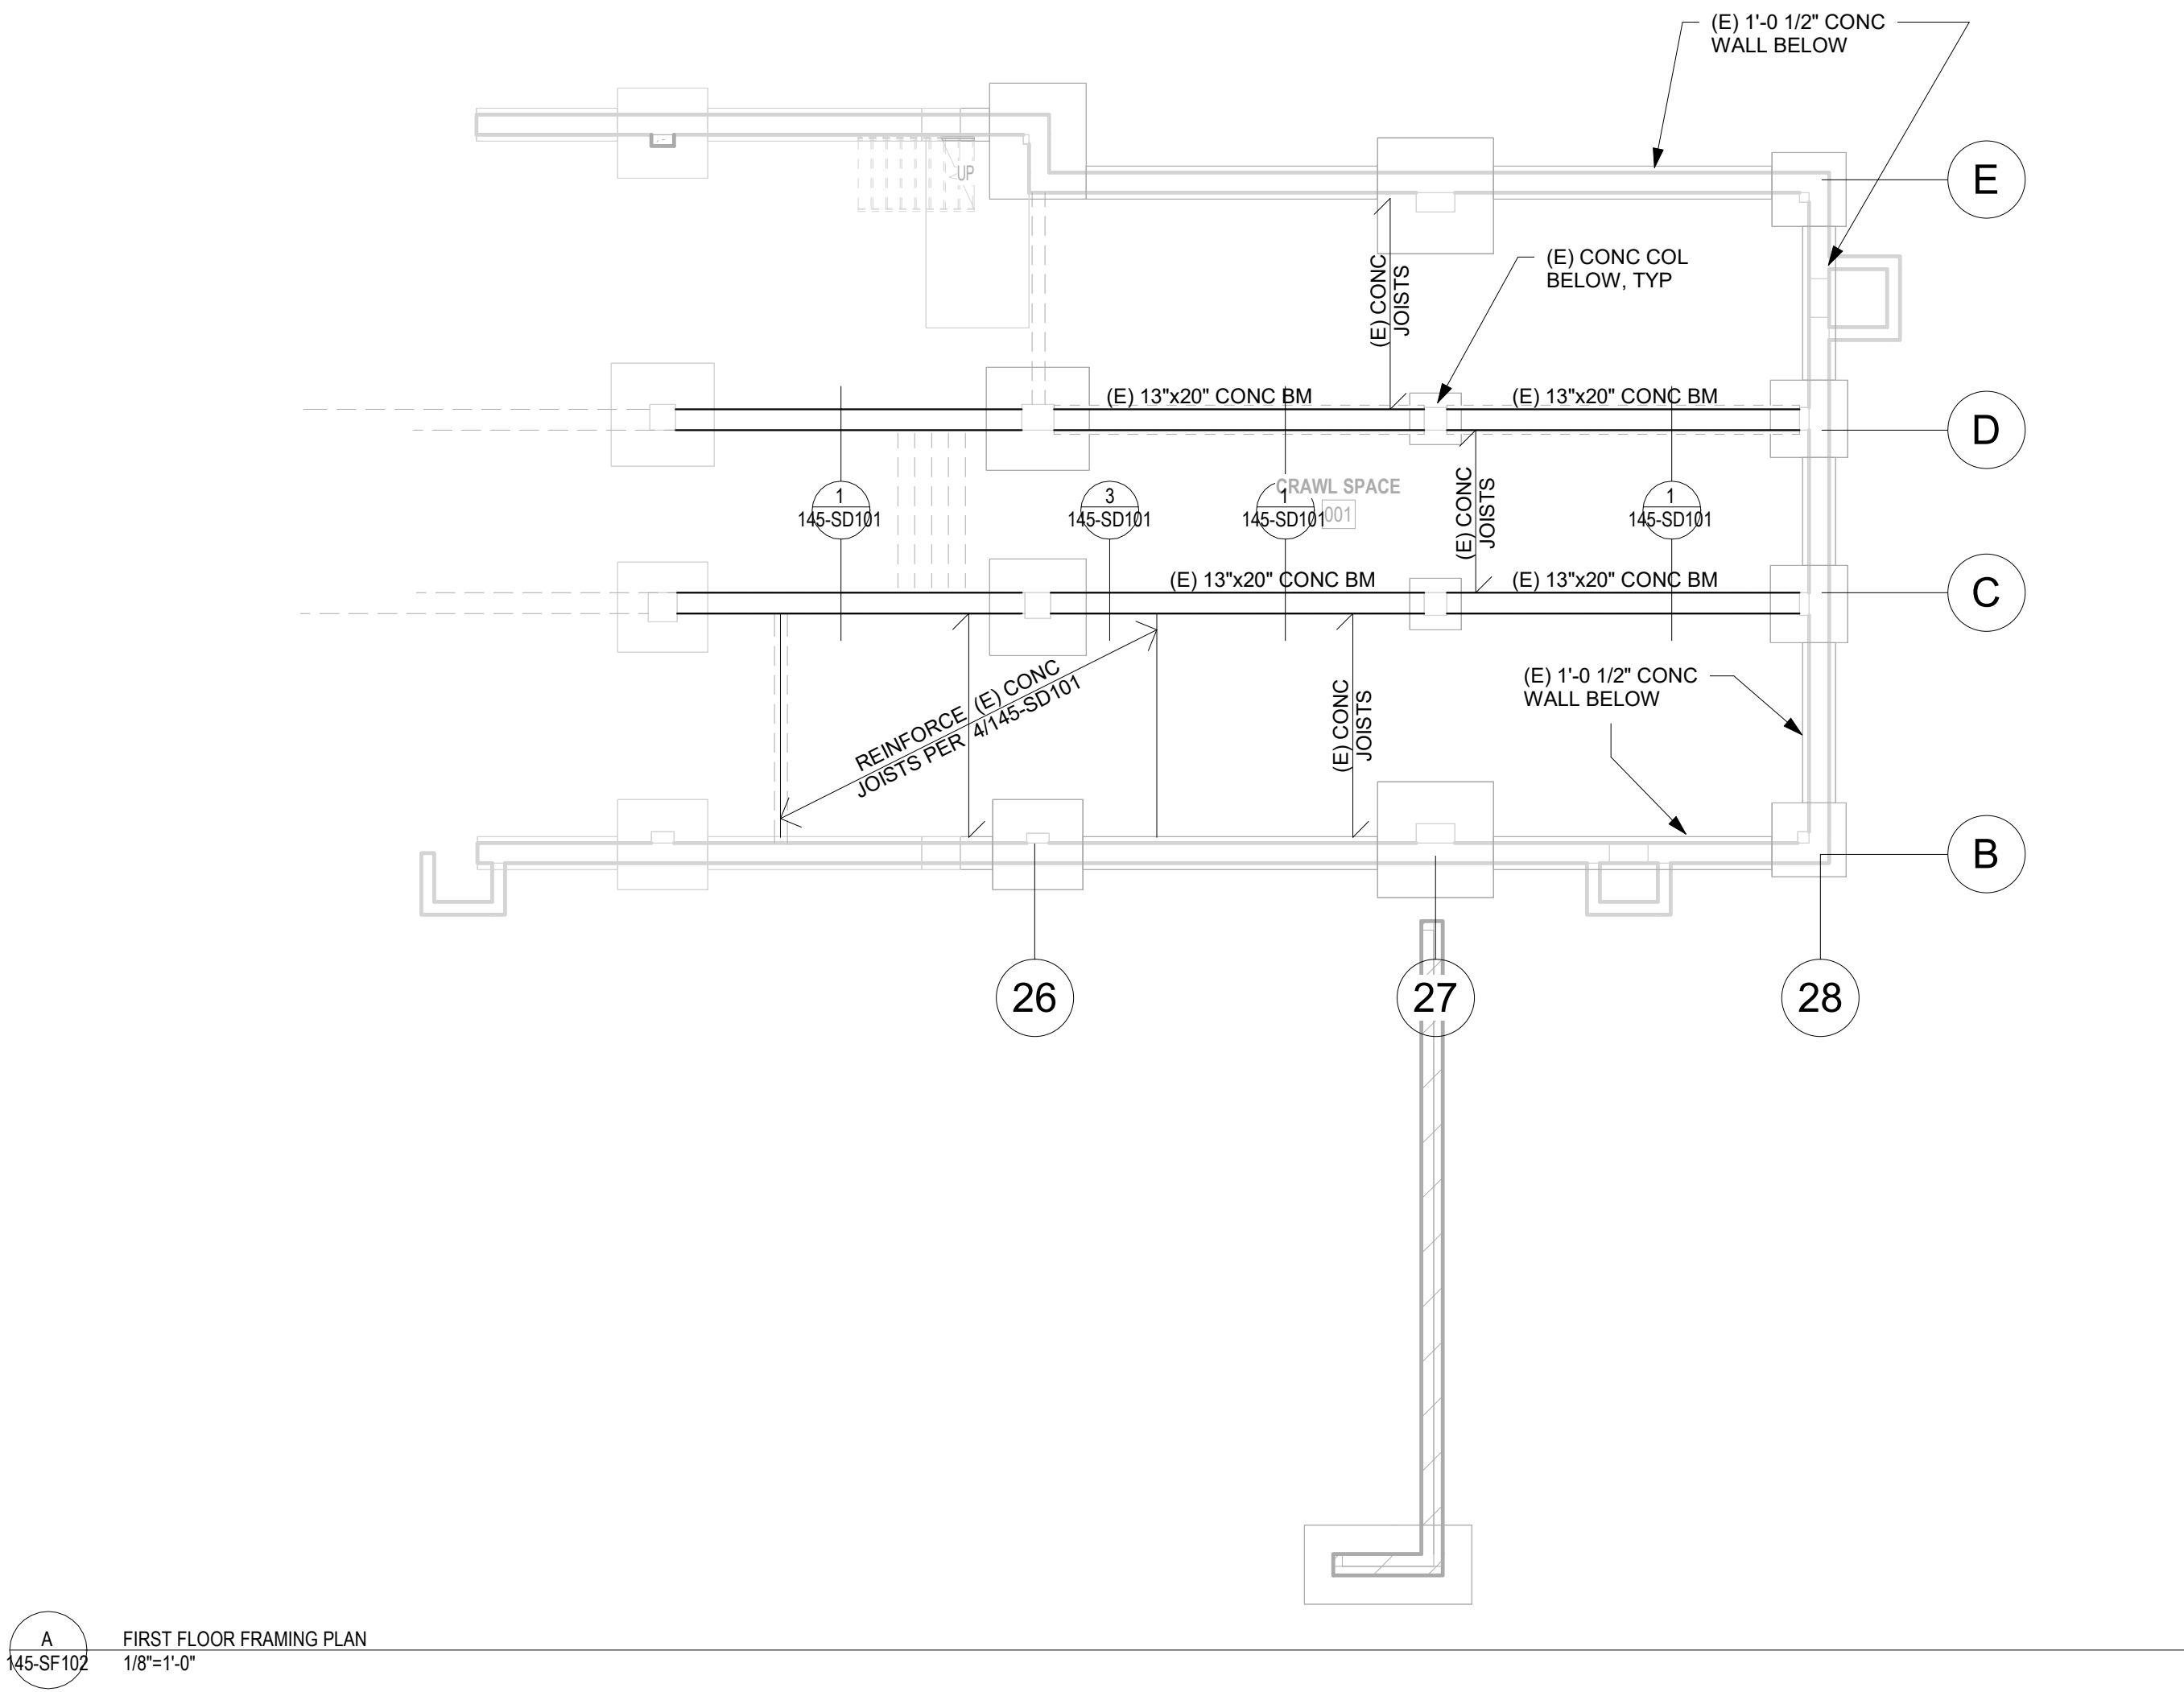 (E) 1'-0 1/2" CONC
WALL BELOW
E
UP
(E) CONC COL
BELOW, TYP
(E) CONC
JOISTS
(E) 13"x20" CONC BM
(E) 13"x20" CONC BM
D
CRAWL SPACE
001
1
145-SD101
3
145-SD101
1
145-SD101
1
145-SD101
(E) CONC
JOISTS
(E) 13"x20" CONC BM
(E) 13"x20" CONC BM
C
REINFORCE (E) CONC
JOISTS PER 4/145-SD101
(E) CONC
JOISTS
(E) 1'-0 1/2" CONC
WALL BELOW
B
26
27
28
A
145-SF102
FIRST FLOOR FRAMING PLAN
1/8"=1'-0"